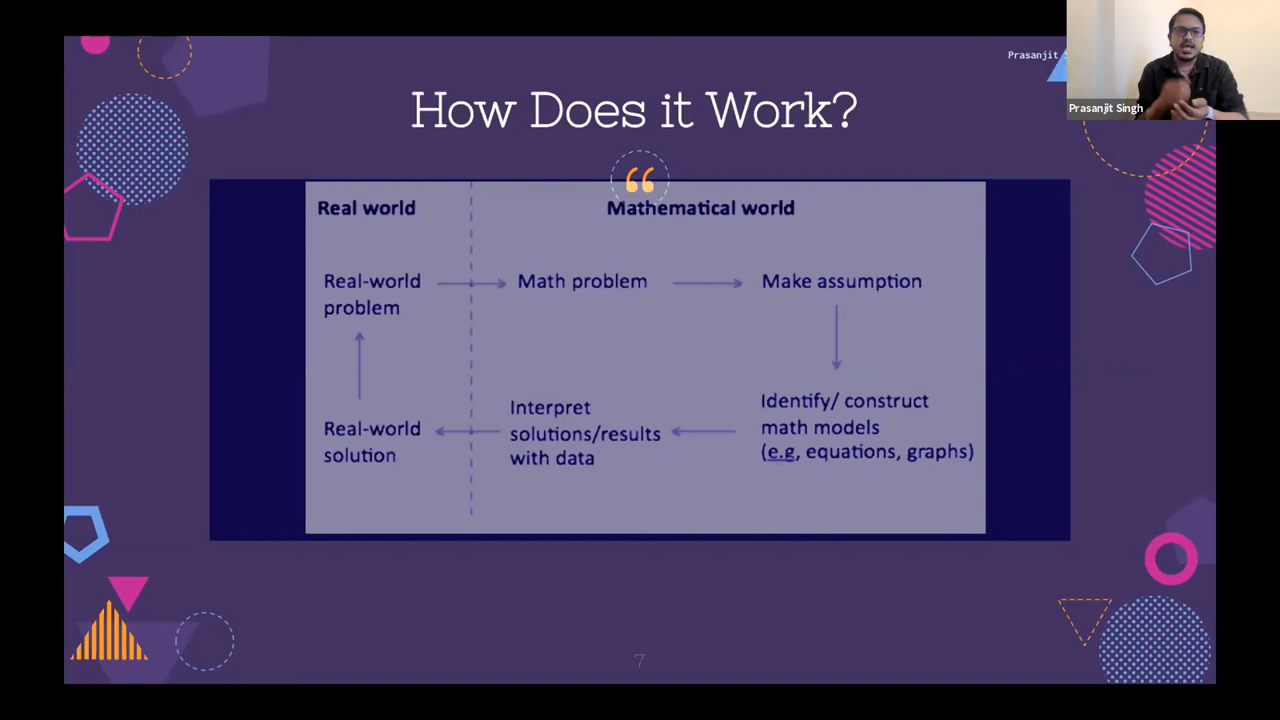 Prasanjit
Prasanjit Singh
How Does it Work?
“
Real world
Mathematical world
Real-world
problem
Math problem
Make assumption
Real-world
solution
Interpret
solutions/results
with data
Identify/ construct
math models
(e.g, equations, graphs)
7